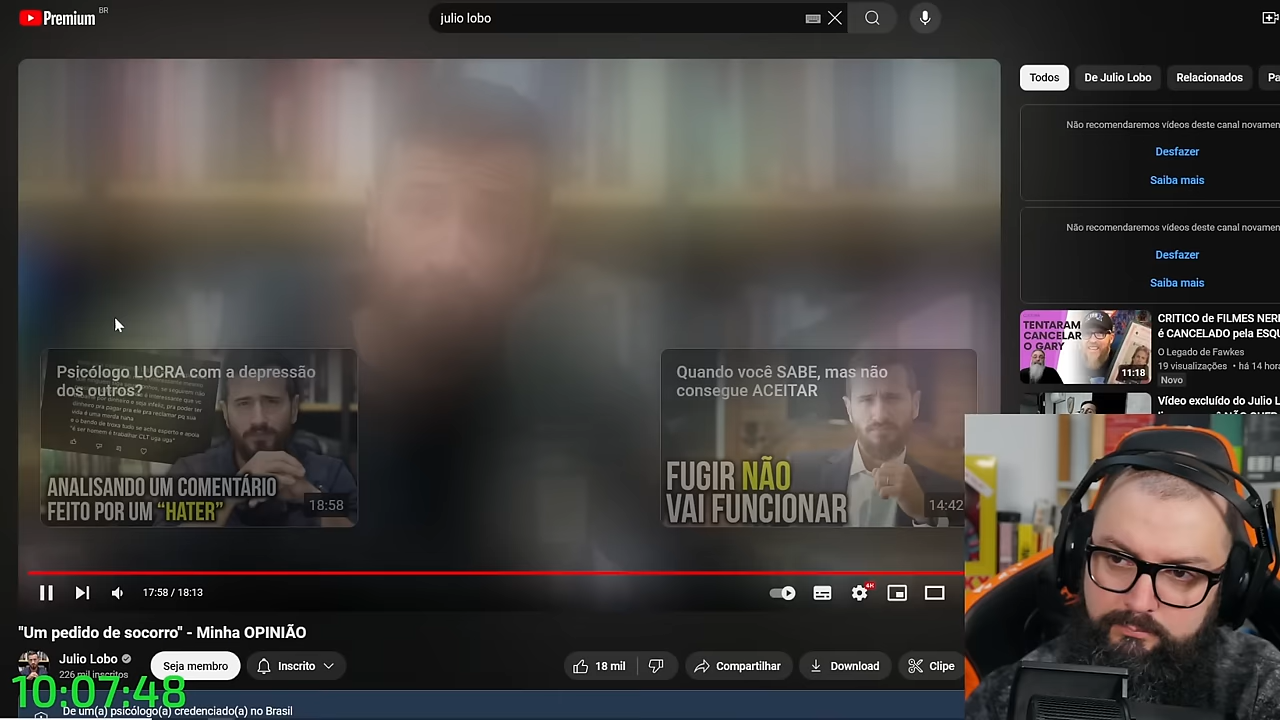 Premium BR
julio lobo
Todos
De Julio Lobo
Relacionados
Pa
Não recomendaremos vídeos deste canal novamen
Desfazer
Saiba mais
Não recomendaremos vídeos deste canal novamen
Desfazer
Saiba mais
TENTARAM
CANCELAR
O GARY
11:18
CRITICO de FILMES NER
é CANCELADO pela ESQ
O Legado de Fawkes
19 visualizações • há 14 hora
Novo
Vídeo excluído do Julio L
Psicólogo LUCRA com a depressão
dos outros?
ANALISANDO UM COMENTÁRIO
FEITO POR UM "HATER"
18:58
Quando você SABE, mas não
consegue ACEITAR
FUGIR NÃO
VAI FUNCIONAR
14:42
17:58 / 18:13
"Um pedido de socorro" - Minha OPINIÃO
Julio Lobo
226 mil inscritos
Seja membro
Inscrito
18 mil
Compartilhar
Download
Clipe
10:07:48
De um(a) psicólogo(a) credenciado(a) no Brasil